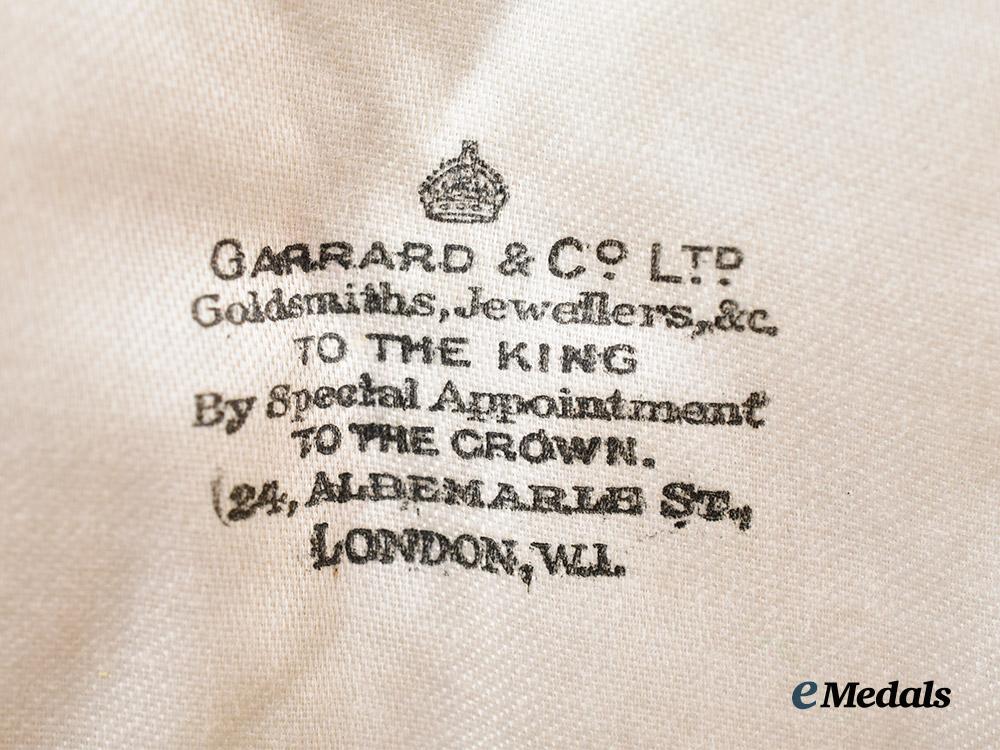 GARRARD & Co LTD
Goldsmiths, Jewellers, &c.
TO THE KING
By Special Appointment
TO THE CROWN.
(24, ALBEMARLE ST.,
LONDON, W.1.
eMedals